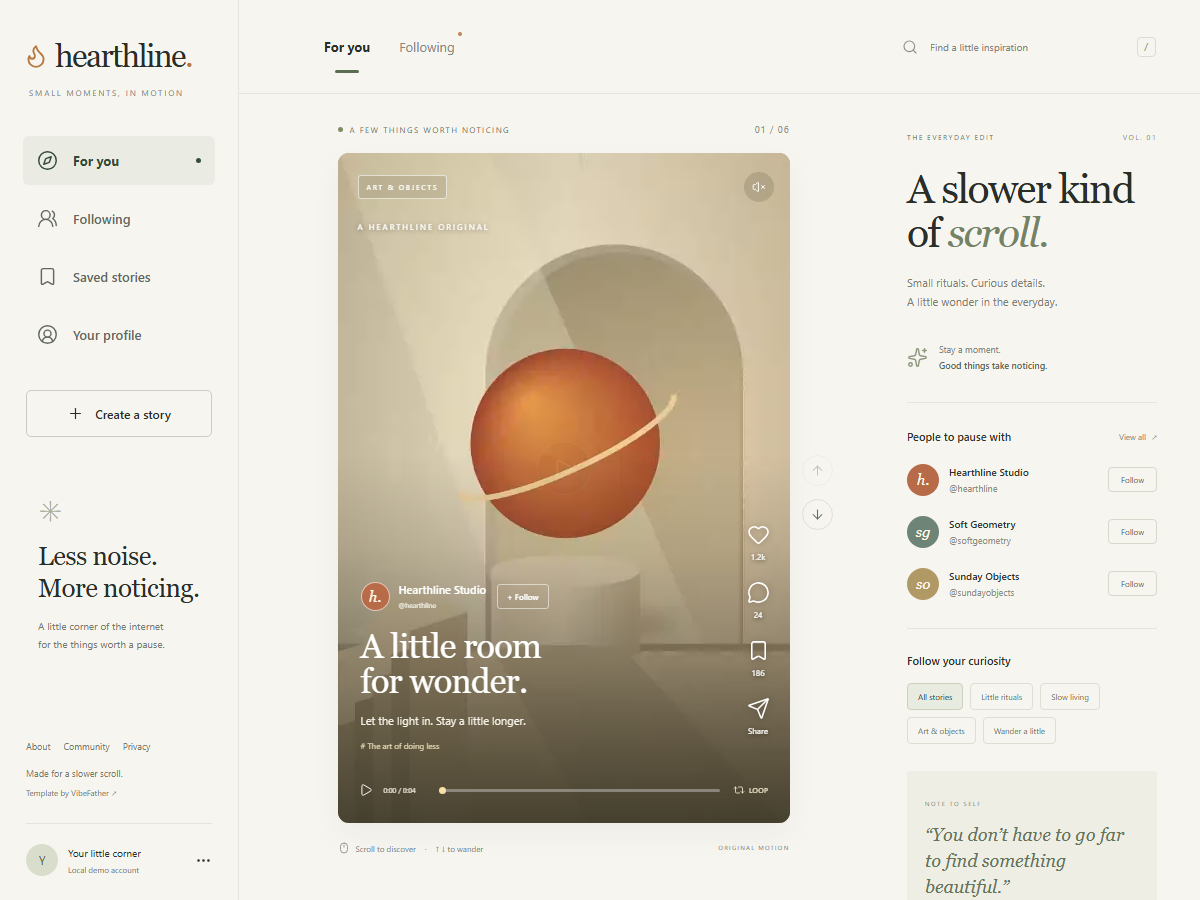 hearthline.
SMALL MOMENTS, IN MOTION
For you
Following
Saved stories
Your profile
Create a story
Less noise.
More noticing.
A little corner of the internet
for the things worth a pause.
About Community Privacy
Made for a slower scroll.
Template by VibeFather ↗
Y
Your little corner
Local demo account
For you Following
Find a little inspiration /
A FEW THINGS WORTH NOTICING 01 / 06
ART & OBJECTS
A HEARTHLINE ORIGINAL
1.2k
24
186
Share
h. Hearthline Studio + Follow
@hearthline
A little room
for wonder.
Let the light in. Stay a little longer.
# The art of doing less
0:00 / 0:04 LOOP
Scroll to discover · ↑ ↓ to wander ORIGINAL MOTION
THE EVERYDAY EDIT VOL. 01
A slower kind
of scroll.
Small rituals. Curious details.
A little wonder in the everyday.
Stay a moment.
Good things take noticing.
People to pause with View all ↗
h. Hearthline Studio Follow
@hearthline
sg Soft Geometry Follow
@softgeometry
so Sunday Objects Follow
@sundayobjects
Follow your curiosity
All stories Little rituals Slow living
Art & objects Wander a little
NOTE TO SELF
“You don’t have to go far
to find something
beautiful.”